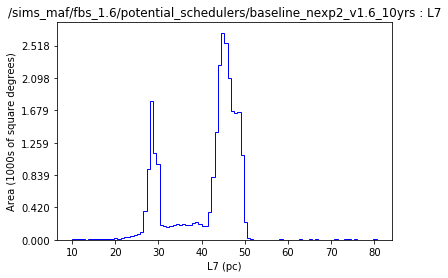 /sims_maf/fbs_1.6/potential_schedulers/baseline_nexp2_v1.6_10yrs : L7
2.518
2.098
1.679
1.259
0.839
0.420
0.000
Area (1000s of square degrees)
10 20 30 40 50 60 70 80
L7 (pc)